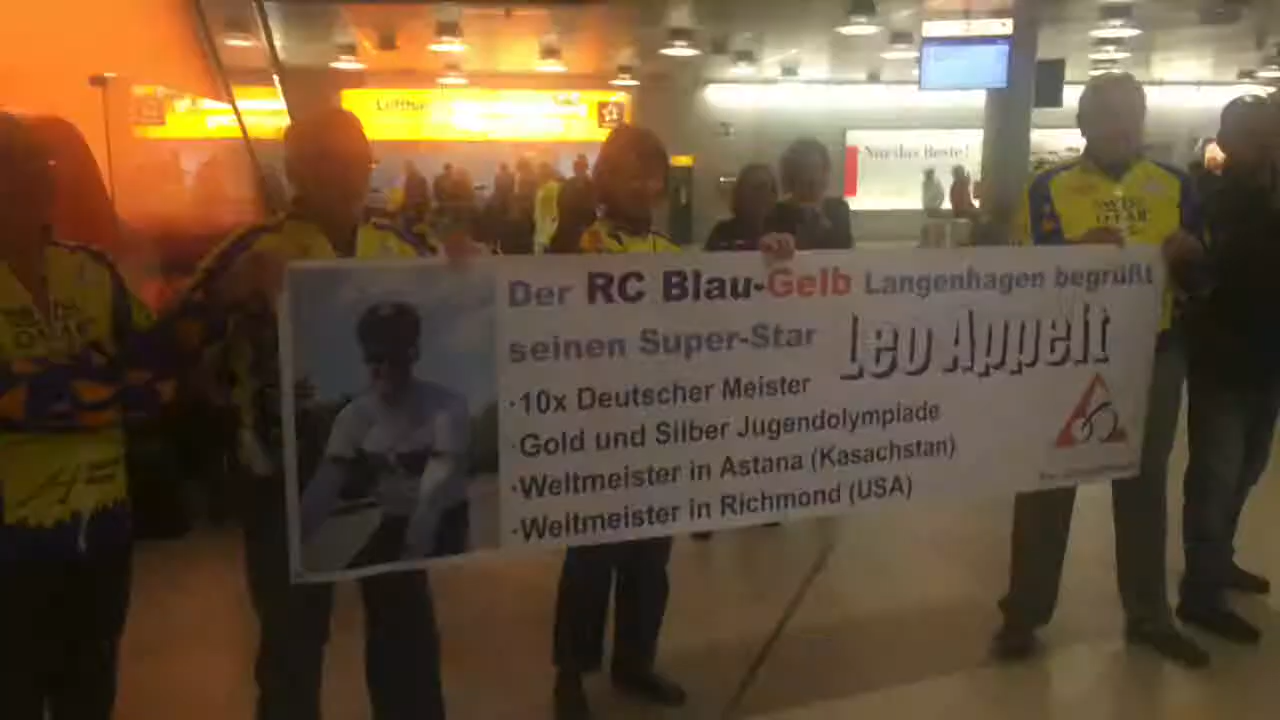 Nur das Beste!
SWISS
Der RC Blau-Gelb Langenhagen begrüßt
seinen Super-Star Leo Appelt
·10x Deutscher Meister
·Gold und Silber Jugendolympiade
·Weltmeister in Astana (Kasachstan)
·Weltmeister in Richmond (USA)